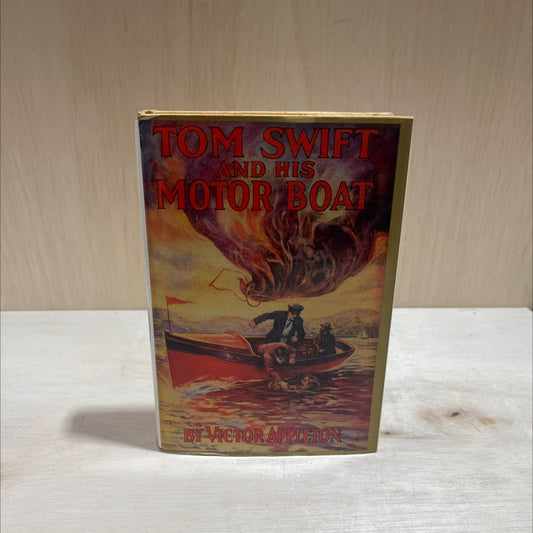 TOM SWIFT
AND HIS
MOTOR BOAT
BY VICTOR APPLETON